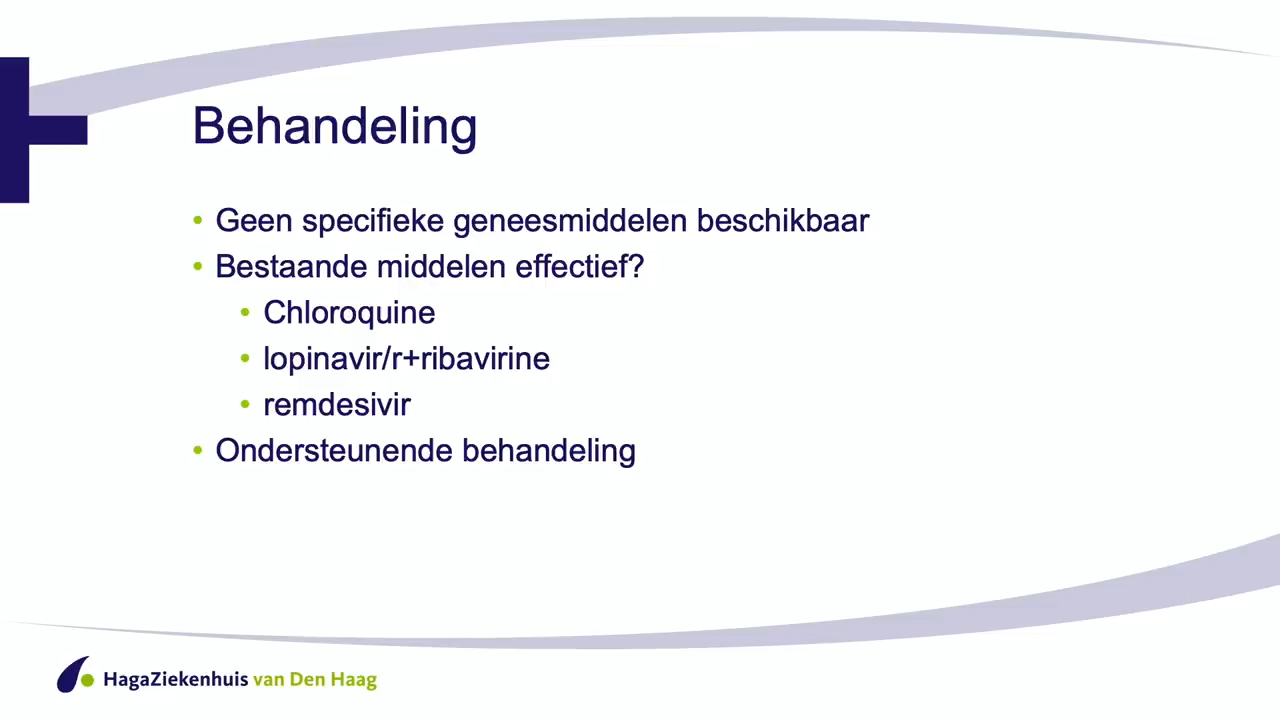 Behandeling
• Geen specifieke geneesmiddelen beschikbaar
• Bestaande middelen effectief?
• Chloroquine
• lopinavir/r+ribavirine
• remdesivir
• Ondersteunende behandeling
HagaZiekenhuis van Den Haag